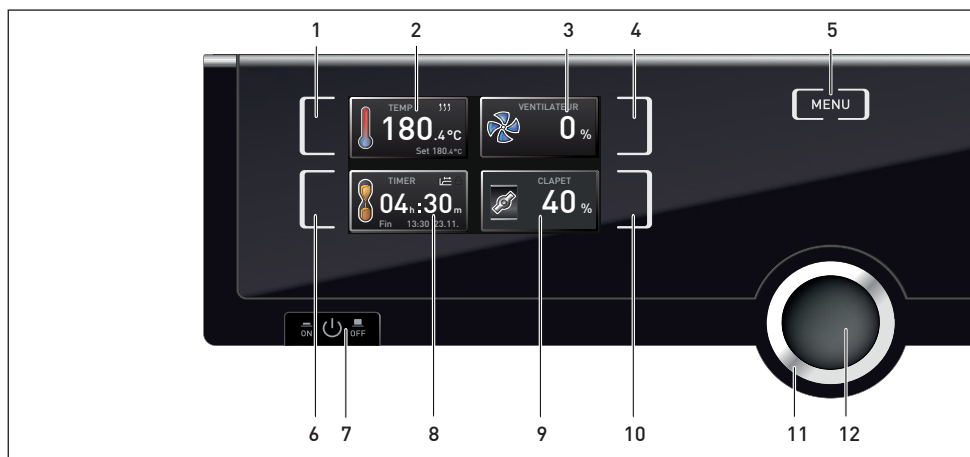 1 2 3 4 5
MENU
TEMP VENTILATEUR
180.4°C 0 %
Set 180.4°C
TIMER CLAPET
04h:30m 40 %
Fin 13:30 23.11.
ON OFF
6 7 8 9 10 11 12